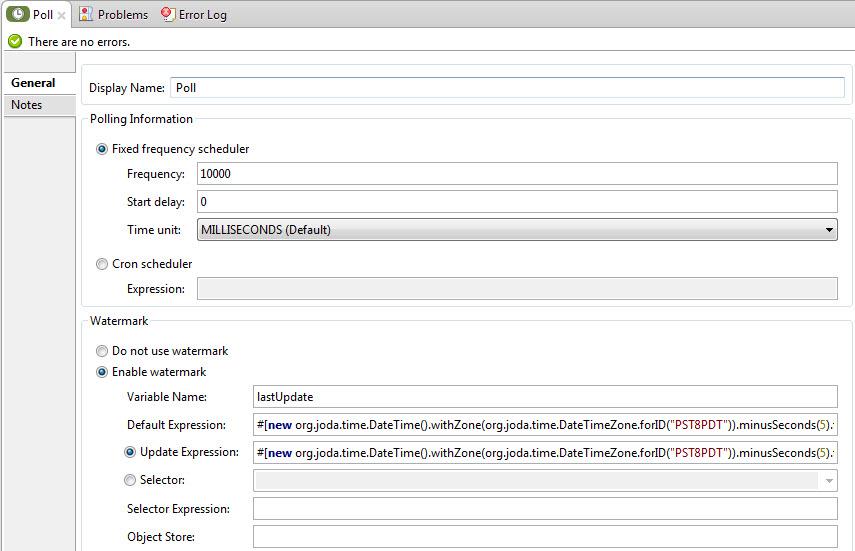 Poll Problems Error Log
There are no errors.
General
Notes
Display Name: Poll
Polling Information
Fixed frequency scheduler
Frequency: 10000
Start delay: 0
Time unit: MILLISECONDS (Default)
Cron scheduler
Expression:
Watermark
Do not use watermark
Enable watermark
Variable Name: lastUpdate
Default Expression: #[new org.joda.time.DateTime().withZone(org.joda.time.DateTimeZone.forID("PST8PDT")).minusSeconds(5).
Update Expression: #[new org.joda.time.DateTime().withZone(org.joda.time.DateTimeZone.forID("PST8PDT")).minusSeconds(5).
Selector:
Selector Expression:
Object Store: